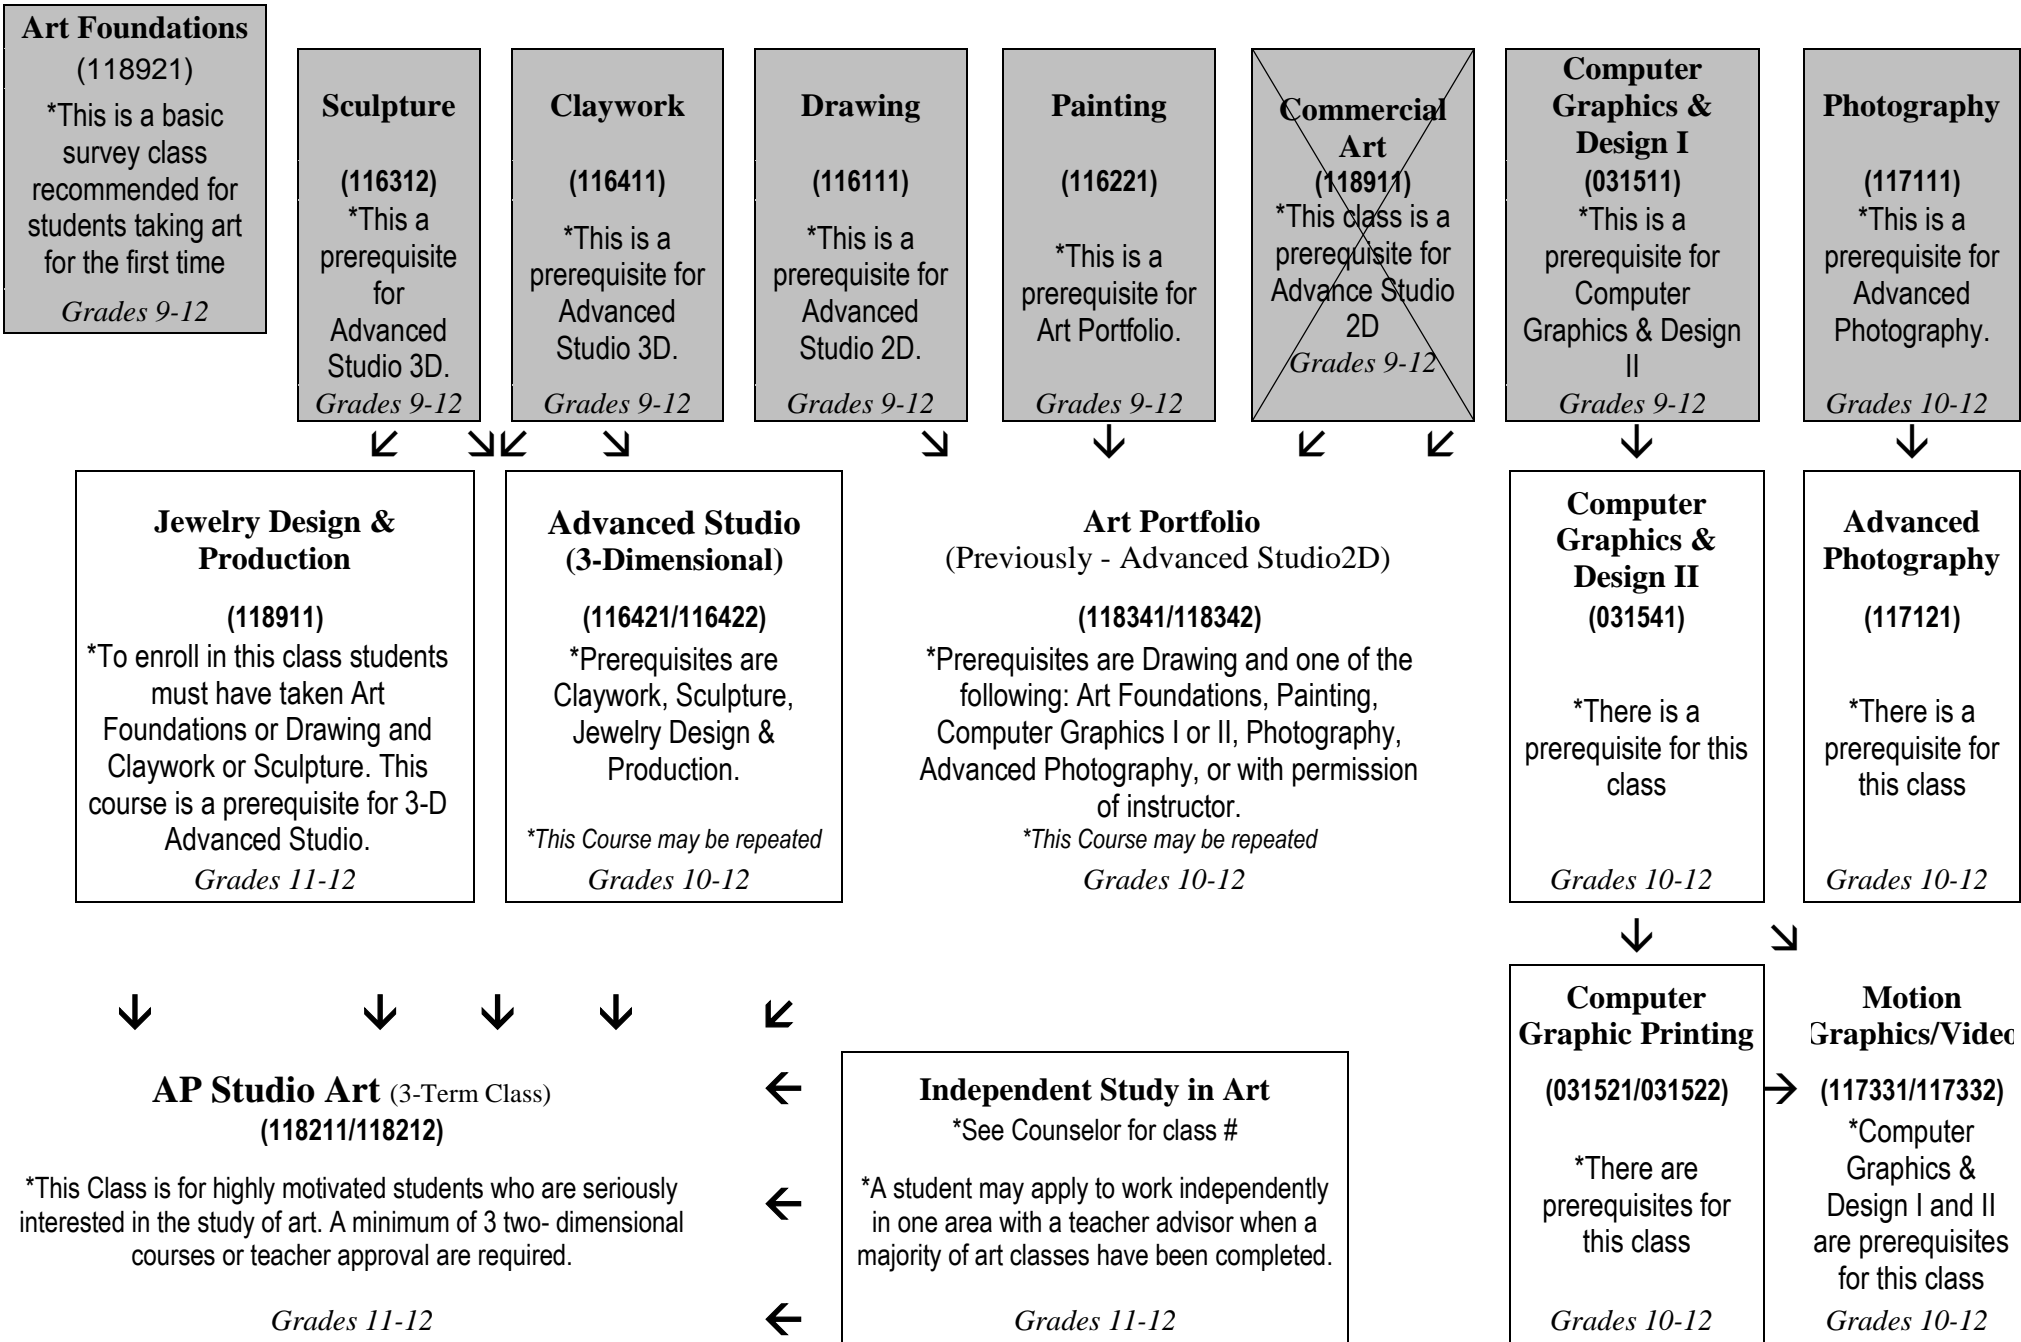 Art Foundations
(118921)
*This is a basic
survey class
recommended for
students taking art
for the first time
Grades 9-12
Sculpture
(116312)
*This a
prerequisite
for
Advanced
Studio 3D.
Grades 9-12
Claywork
(116411)
*This is a
prerequisite for
Advanced
Studio 3D.
Grades 9-12
Drawing
(116111)
*This is a
prerequisite for
Advanced
Studio 2D.
Grades 9-12
Painting
(116221)
*This is a
prerequisite for
Art Portfolio.
Grades 9-12
Commercial
Art
(118911)
*This class is a
prerequisite for
Advance Studio
2D
Grades 9-12
Computer
Graphics &
Design I
(031511)
*This is a
prerequisite for
Computer
Graphics & Design
II
Grades 9-12
Photography
(117111)
*This is a
prerequisite for
Advanced
Photography.
Grades 10-12
Jewelry Design &
Production
(118911)
*To enroll in this class students
must have taken Art
Foundations or Drawing and
Claywork or Sculpture. This
course is a prerequisite for 3-D
Advanced Studio.
Grades 11-12
Advanced Studio
(3-Dimensional)
(116421/116422)
*Prerequisites are
Claywork, Sculpture,
Jewelry Design &
Production.
*This Course may be repeated
Grades 10-12
Art Portfolio
(Previously - Advanced Studio2D)
(118341/118342)
*Prerequisites are Drawing and one of the
following: Art Foundations, Painting,
Computer Graphics I or II, Photography,
Advanced Photography, or with permission
of instructor.
*This Course may be repeated
Grades 10-12
Computer
Graphics &
Design II
(031541)
*There is a
prerequisite for this
class
Grades 10-12
Advanced
Photography
(117121)
*There is a
prerequisite for
this class
Grades 10-12
AP Studio Art (3-Term Class)
(118211/118212)
*This Class is for highly motivated students who are seriously
interested in the study of art. A minimum of 3 two- dimensional
courses or teacher approval are required.
Grades 11-12
Independent Study in Art
*See Counselor for class #
*A student may apply to work independently
in one area with a teacher advisor when a
majority of art classes have been completed.
Grades 11-12
Computer
Graphic Printing
(031521/031522)
*There are
prerequisites for
this class
Grades 10-12
Motion
Graphics/Video
(117331/117332)
*Computer
Graphics &
Design I and II
are prerequisites
for this class
Grades 10-12